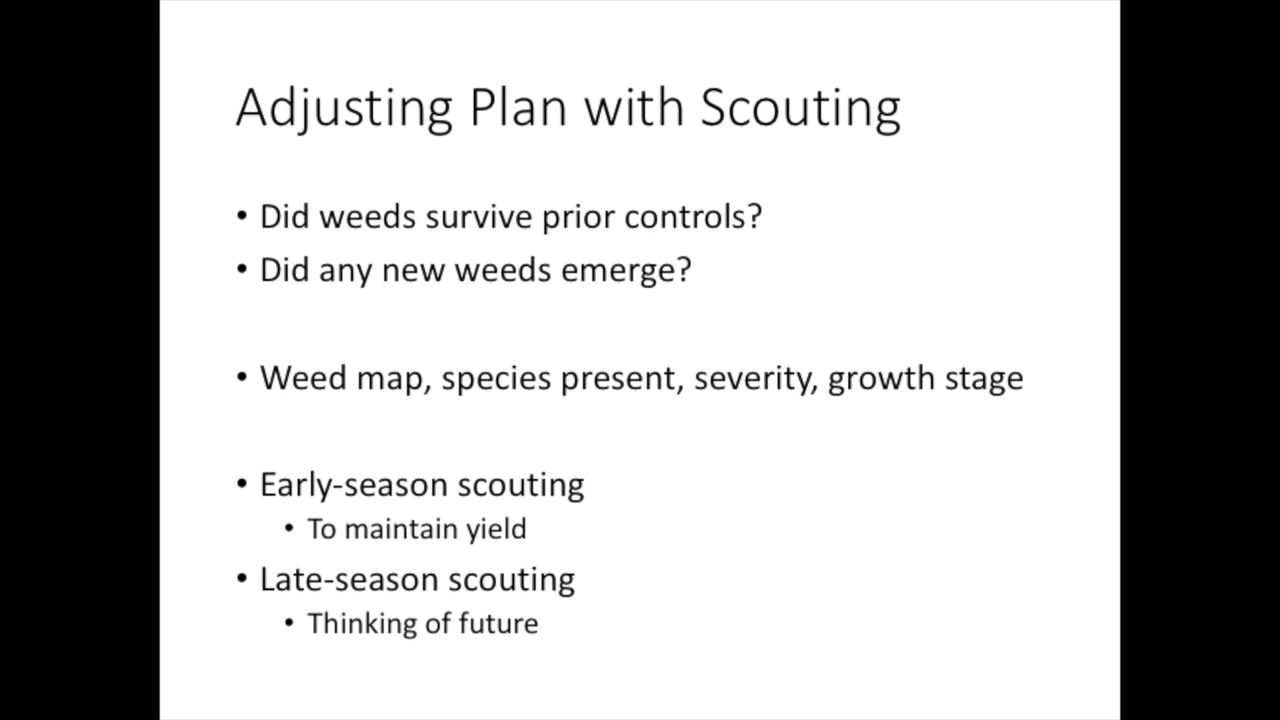 Adjusting Plan with Scouting
• Did weeds survive prior controls?
• Did any new weeds emerge?
• Weed map, species present, severity, growth stage
• Early-season scouting
• To maintain yield
• Late-season scouting
• Thinking of future